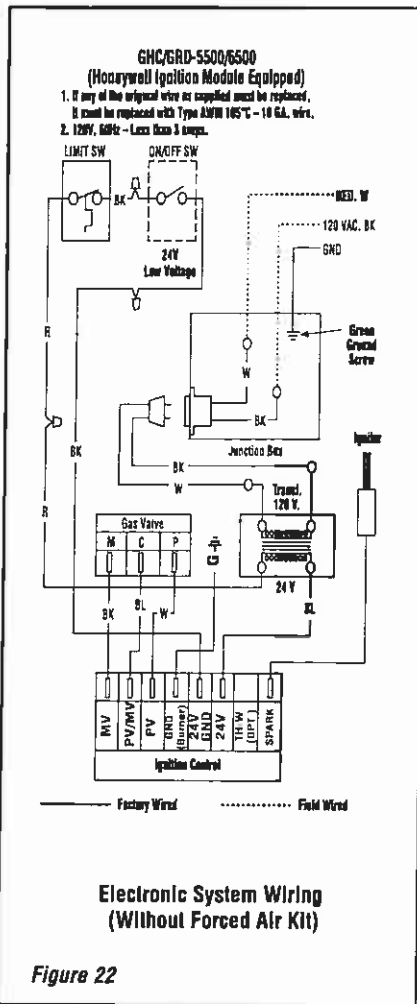 GHC/GRD-5500/6500
(Honeywell Ignition Module Equipped)
1. If any of the original wire as supplied must be replaced,
it must be replaced with Type AWM 105°C – 18 GA. wire.
2. 120V, 60Hz – Less than 3 amps.
LIMIT SW
ON/OFF SW
BK
24V
Low Voltage
NEU. W
120 VAC. BK
GND
Green
Ground
Screw
R
W
BK
Junction Box
Igniter
BK
BK
W
Transf.
120 V.
R
Gas Valve
M C P
G
24 V
BK
BL
W
BL
MV
PV/MV
PV
GND
(Burner)
24V
GND
24V
TH-W
(OPT.)
SPARK
Ignition Control
Factory Wired
Field Wired
Electronic System Wiring
(Without Forced Air Kit)
Figure 22